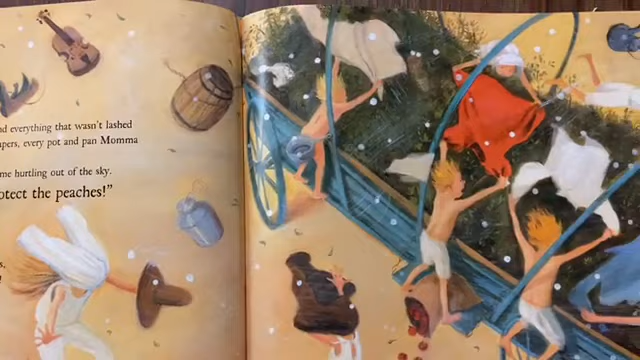 nd everything that wasn't lashed
pers, every pot and pan Momma
me hurtling out of the sky.
otect the peaches!"
s,